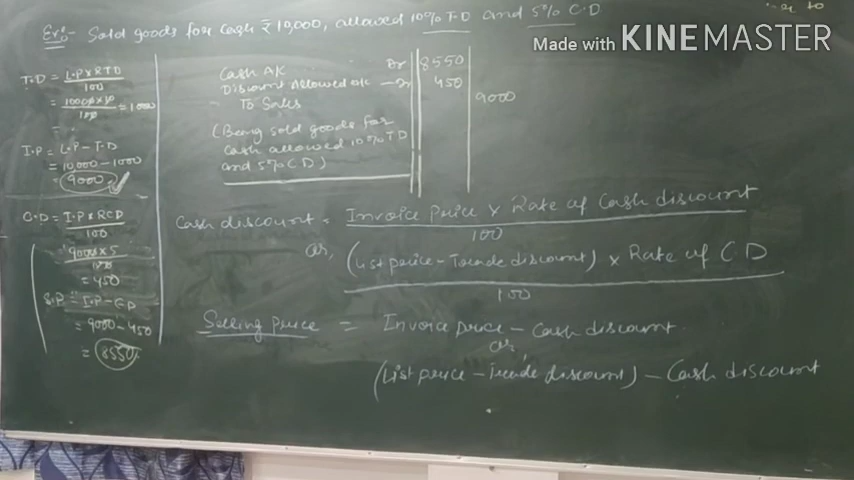 Ex:- Sold goods for Cash ₹ 10,000, allowed 10% T.D and 5% C.D
Made with KINEMASTER
T.D = L.P X RTD
100
= 10000 X 10 = 1000
100
I.P = L.P - T.D
= 10,000 - 1000
= 9000
C.D = I.P X RCD
100
= 9000 X 5
100
= 450
S.P = I.P - CD
= 9000 - 450
= 8550
Cash A/c Dr 8550
Discount Allowed A/c - Dr 450
To Sales 9000
(Being sold goods for
Cash allowed 10% TD
and 5% CD)
Cash discount = Invoice price x Rate of Cash discount
100
or, (List price - Trade discount) x Rate of CD
100
Selling Price = Invoice price - Cash discount
or,
(List price - Trade discount) - Cash discount